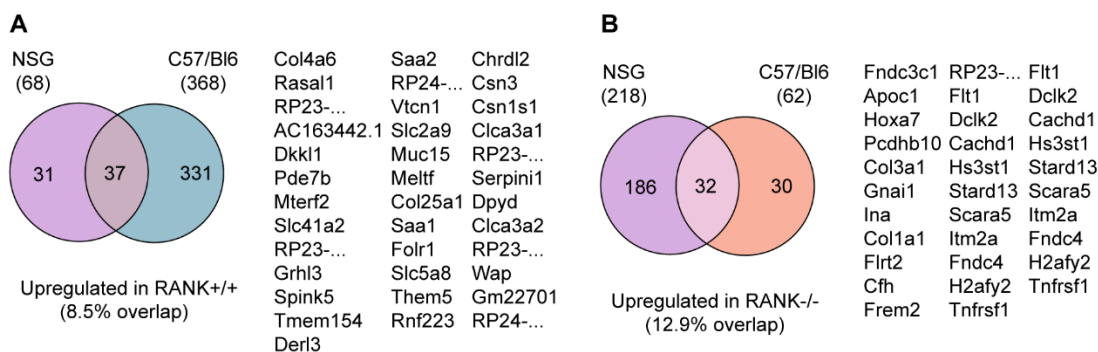 A
NSG
(68)
C57/Bl6
(368)
31
37
331
Upregulated in RANK+/+
(8.5% overlap)
Col4a6 Saa2 Chrdl2
Rasal1 RP24-... Csn3
RP23-... Vtcn1 Csn1s1
AC163442.1 Slc2a9 Clca3a1
Dkkl1 Muc15 RP23-...
Pde7b Meltf Serpini1
Mterf2 Col25a1 Dpyd
Slc41a2 Saa1 Clca3a2
RP23-... Folr1 RP23-...
Grhl3 Slc5a8 Wap
Spink5 Them5 Gm22701
Tmem154 Rnf223 RP24-...
Derl3
B
NSG
(218)
C57/Bl6
(62)
186
32
30
Upregulated in RANK-/-
(12.9% overlap)
Fndc3c1 RP23-... Flt1
Apoc1 Flt1 Dclk2
Hoxa7 Dclk2 Cachd1
Pcdhb10 Cachd1 Hs3st1
Col3a1 Hs3st1 Stard13
Gnai1 Stard13 Scara5
Ina Scara5 Itm2a
Col1a1 Itm2a Fndc4
Flrt2 Fndc4 H2afy2
Cfh H2afy2 Tnfrsf1
Frem2 Tnfrsf1